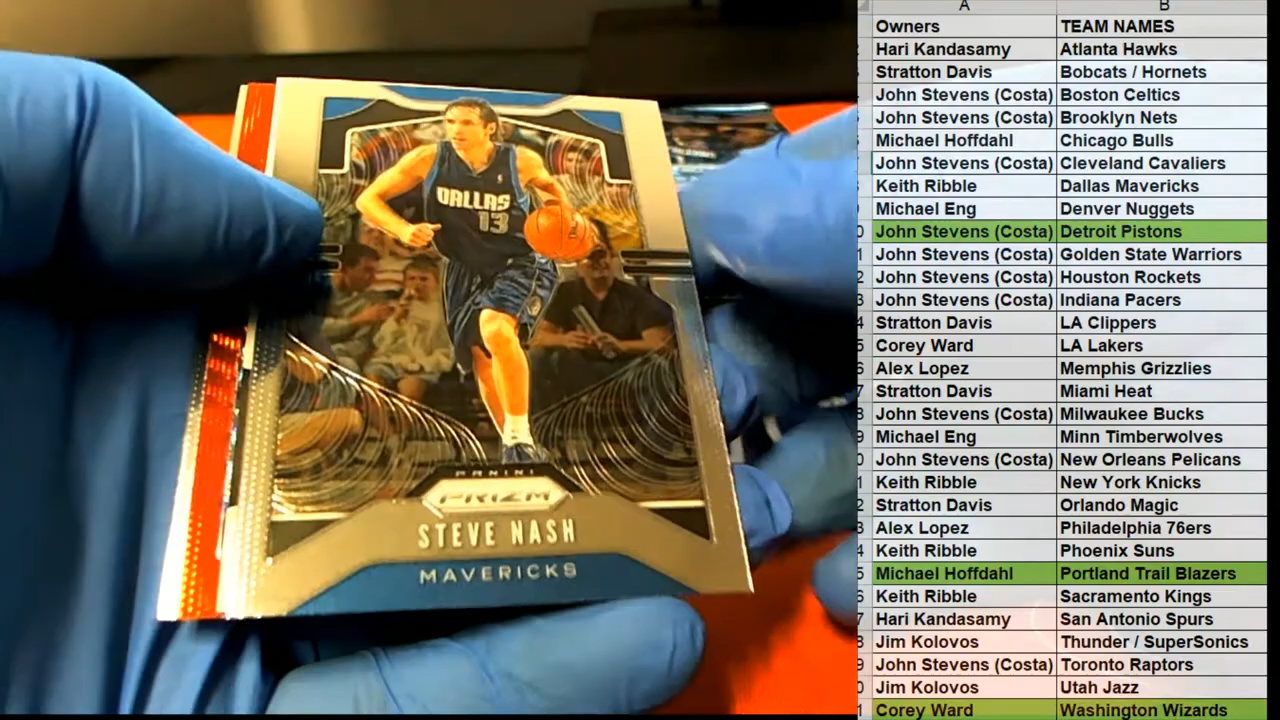 DALLAS
13
PANINI
PRIZM
STEVE NASH
MAVERICKS
A B
Owners TEAM NAMES
Hari Kandasamy Atlanta Hawks
Stratton Davis Bobcats / Hornets
John Stevens (Costa) Boston Celtics
John Stevens (Costa) Brooklyn Nets
Michael Hoffdahl Chicago Bulls
John Stevens (Costa) Cleveland Cavaliers
Keith Ribble Dallas Mavericks
Michael Eng Denver Nuggets
John Stevens (Costa) Detroit Pistons
John Stevens (Costa) Golden State Warriors
John Stevens (Costa) Houston Rockets
John Stevens (Costa) Indiana Pacers
Stratton Davis LA Clippers
Corey Ward LA Lakers
Alex Lopez Memphis Grizzlies
Stratton Davis Miami Heat
John Stevens (Costa) Milwaukee Bucks
Michael Eng Minn Timberwolves
John Stevens (Costa) New Orleans Pelicans
Keith Ribble New York Knicks
Stratton Davis Orlando Magic
Alex Lopez Philadelphia 76ers
Keith Ribble Phoenix Suns
Michael Hoffdahl Portland Trail Blazers
Keith Ribble Sacramento Kings
Hari Kandasamy San Antonio Spurs
Jim Kolovos Thunder / SuperSonics
John Stevens (Costa) Toronto Raptors
Jim Kolovos Utah Jazz
Corey Ward Washington Wizards